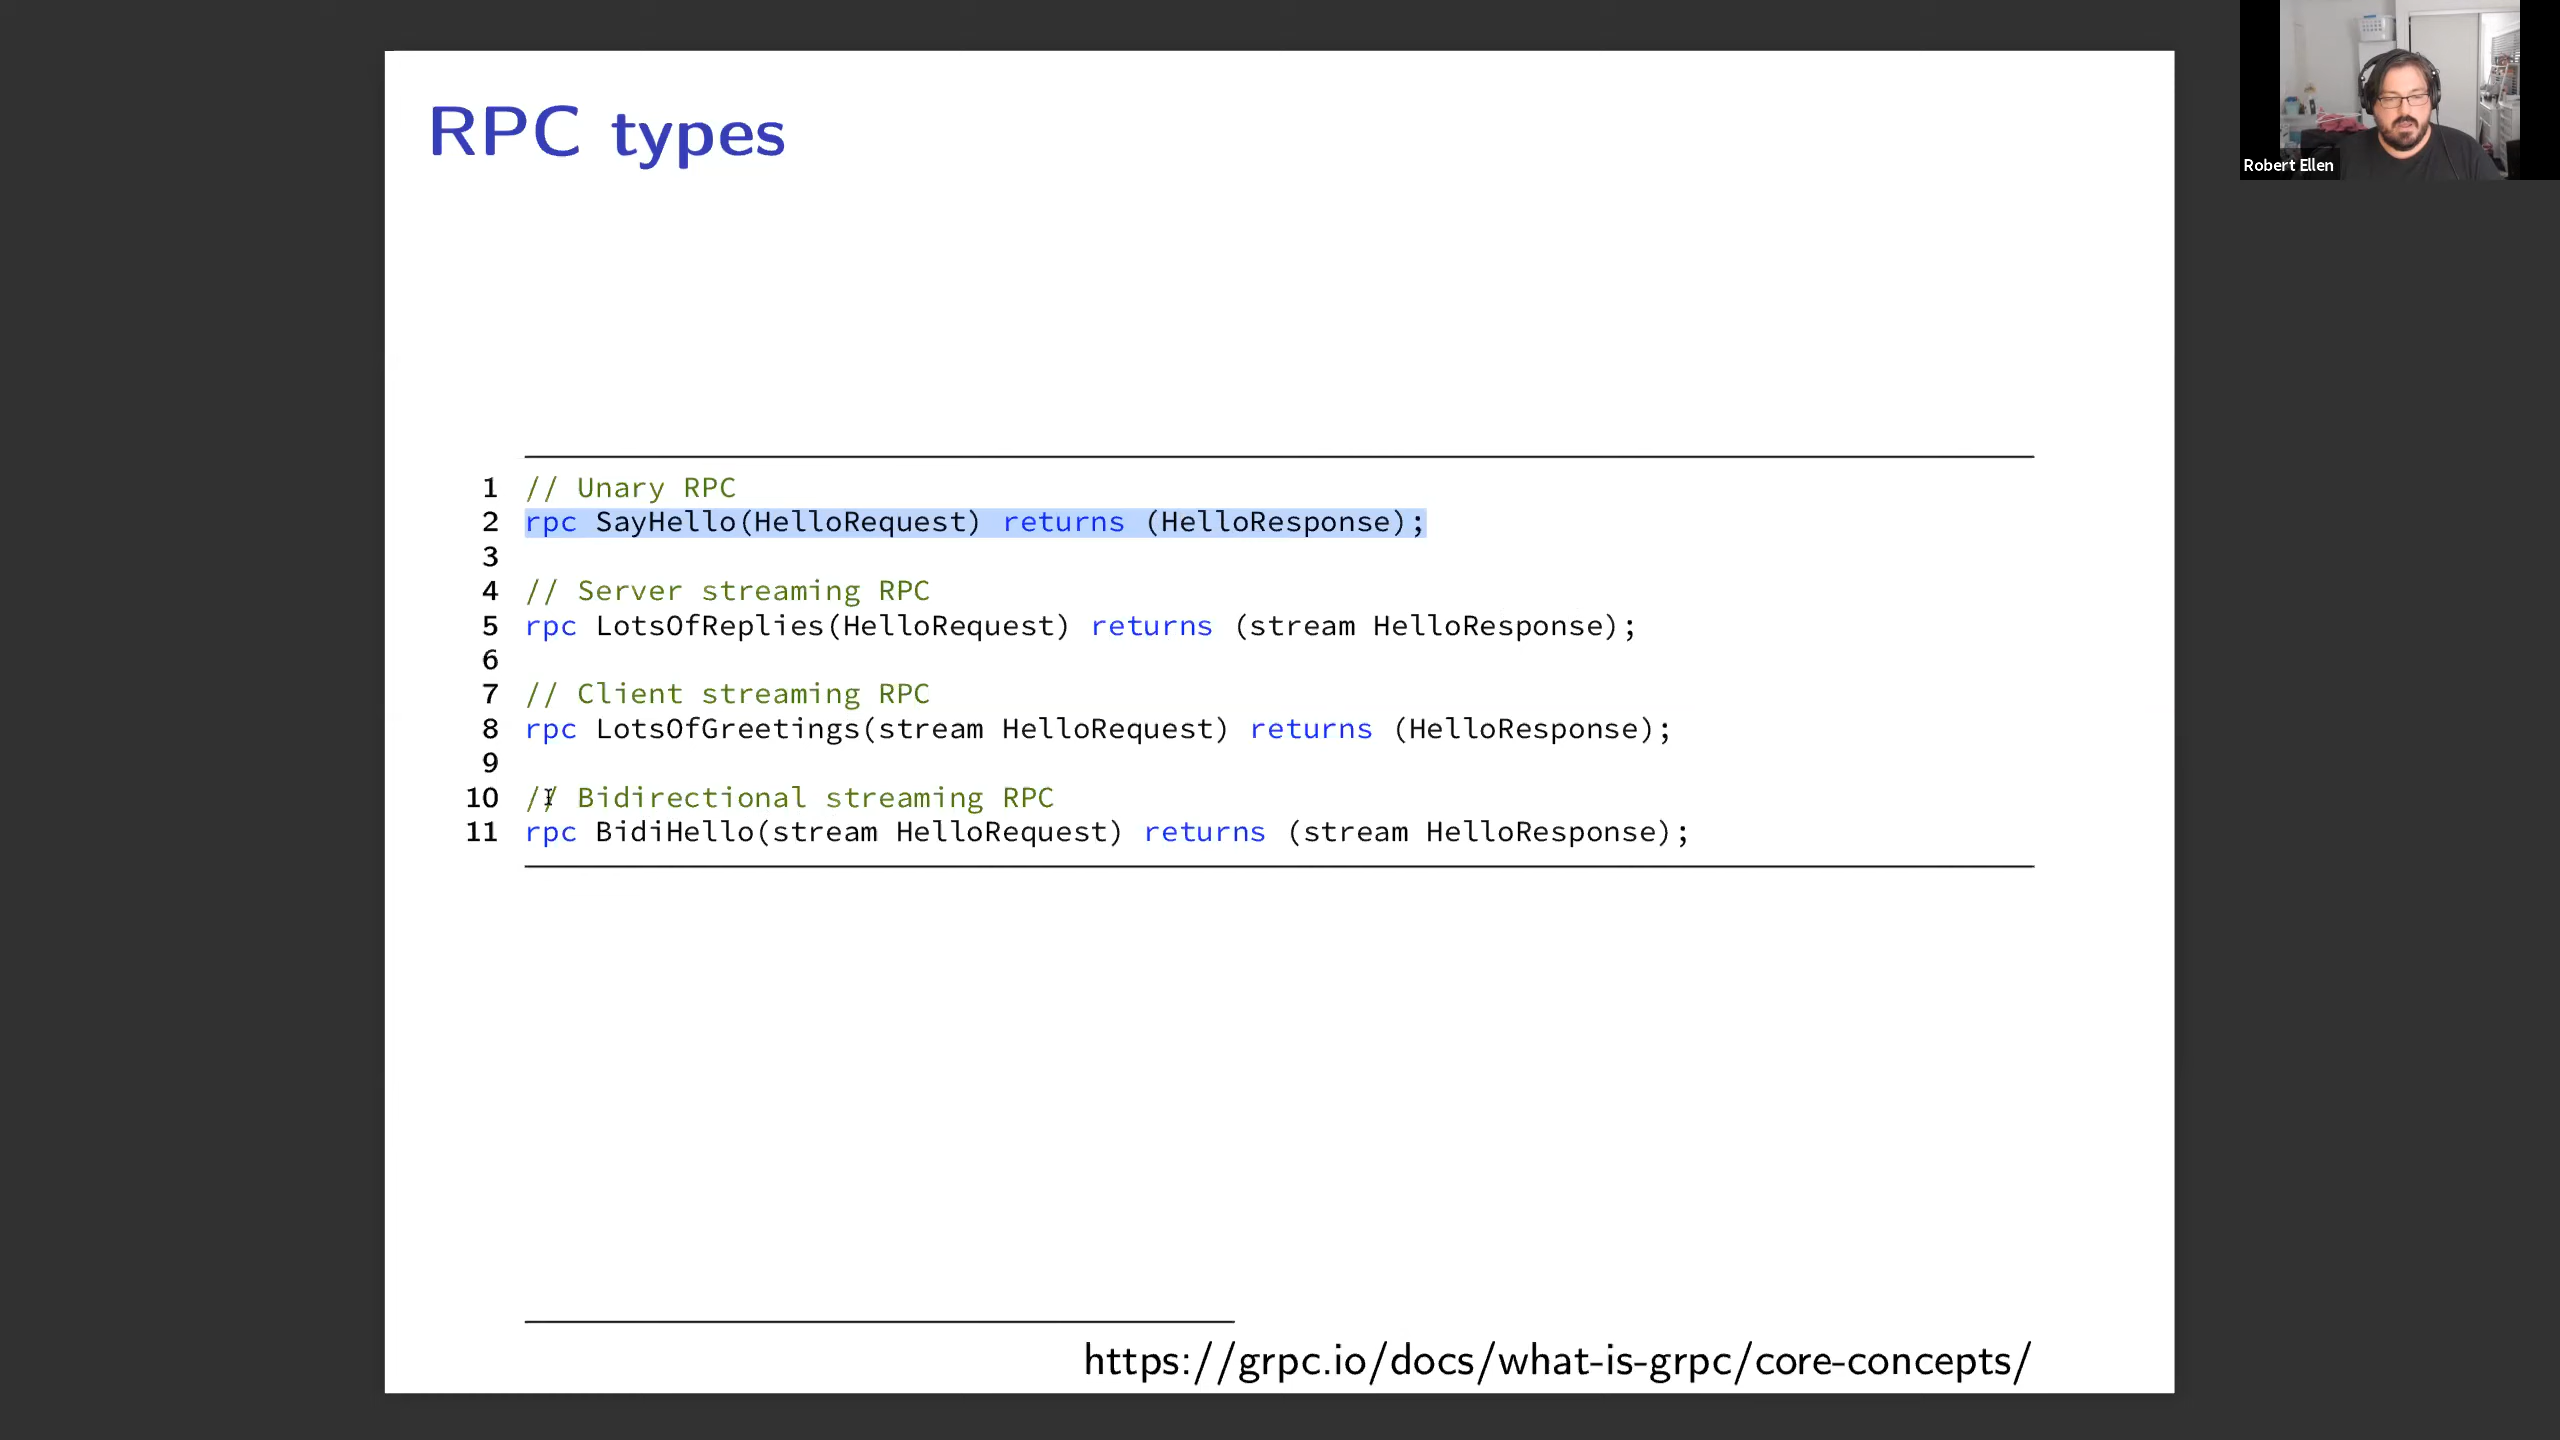 RPC types
Robert Ellen
1 // Unary RPC
2 rpc SayHello(HelloRequest) returns (HelloResponse);
3
4 // Server streaming RPC
5 rpc LotsOfReplies(HelloRequest) returns (stream HelloResponse);
6
7 // Client streaming RPC
8 rpc LotsOfGreetings(stream HelloRequest) returns (HelloResponse);
9
10 // Bidirectional streaming RPC
11 rpc BidiHello(stream HelloRequest) returns (stream HelloResponse);
https://grpc.io/docs/what-is-grpc/core-concepts/